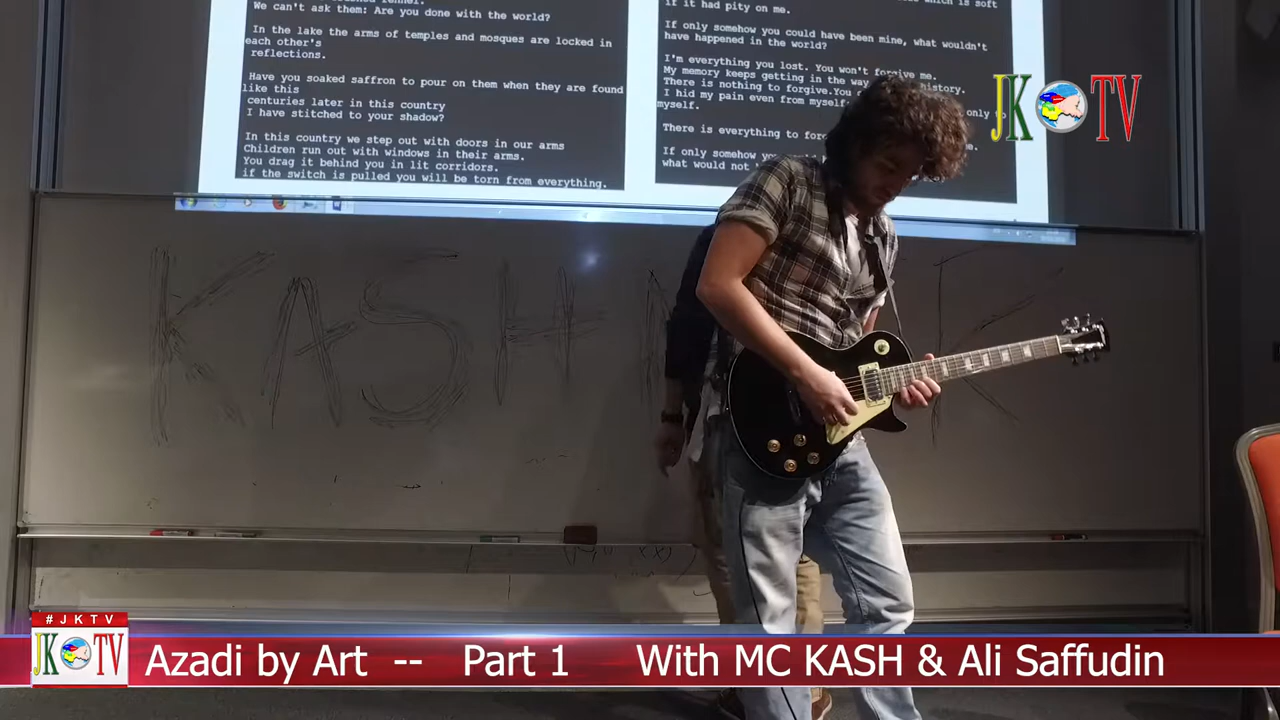 We can't ask them: Are you done with the world?
In the lake the arms of temples and mosques are locked in
each other's
reflections.
Have you soaked saffron to pour on them when they are found
like this
centuries later in this country
I have stitched to your shadow?
In this country we step out with doors in our arms
Children run out with windows in their arms.
You drag it behind you in lit corridors.
if the switch is pulled you will be torn from everything.
which is soft
if it had pity on me.
If only somehow you could have been mine, what wouldn't
have happened in the world?
I'm everything you lost. You won't forgive me.
My memory keeps getting in the way history.
There is nothing to forgive.You
I hid my pain even from myself only
myself.
There is everything to
If only somehow
what would not
JK TV
KASHM
#JKTV
JK TV
Azadi by Art -- Part 1 With MC KASH & Ali Saffudin